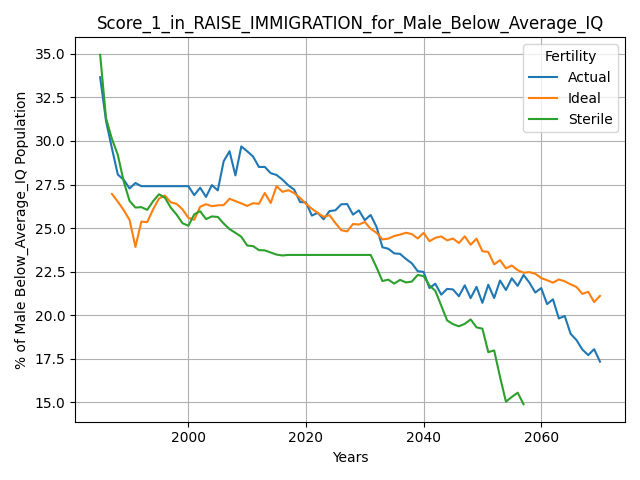 Score_1_in_RAISE_IMMIGRATION_for_Male_Below_Average_IQ
% of Male Below_Average_IQ Population
35.0
32.5
30.0
27.5
25.0
22.5
20.0
17.5
15.0
Fertility
Actual
Ideal
Sterile
2000
2020
2040
2060
Years